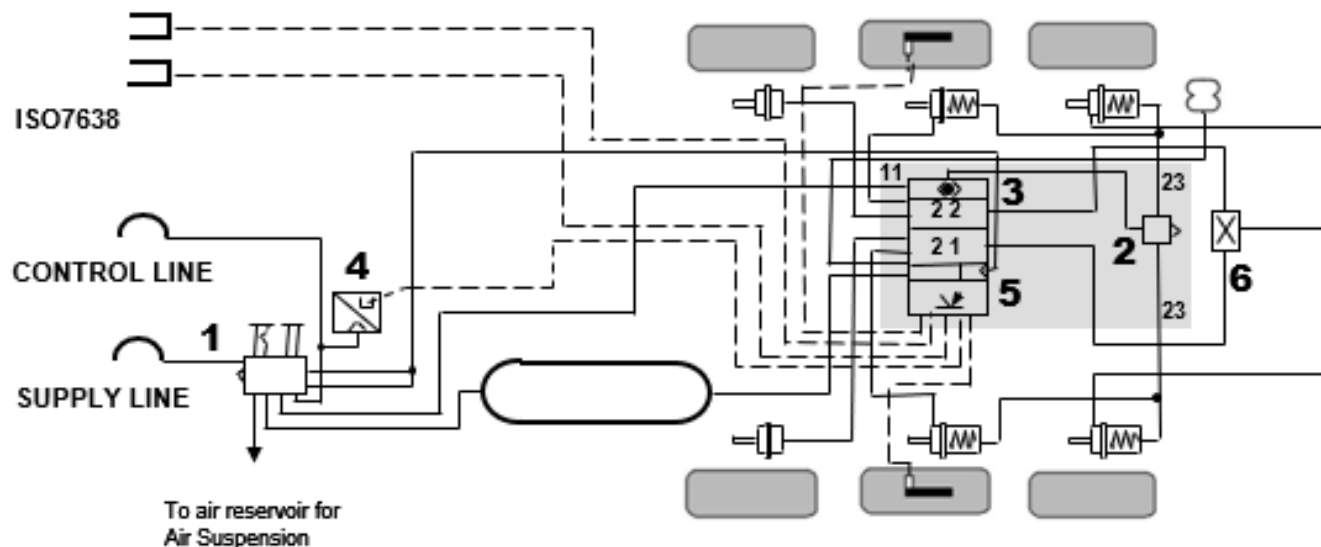 ISO7638
CONTROL LINE
SUPPLY LINE
1
4
To air reservoir for
Air Suspension
11
3
2 2
2 1
5
23
2
23
6